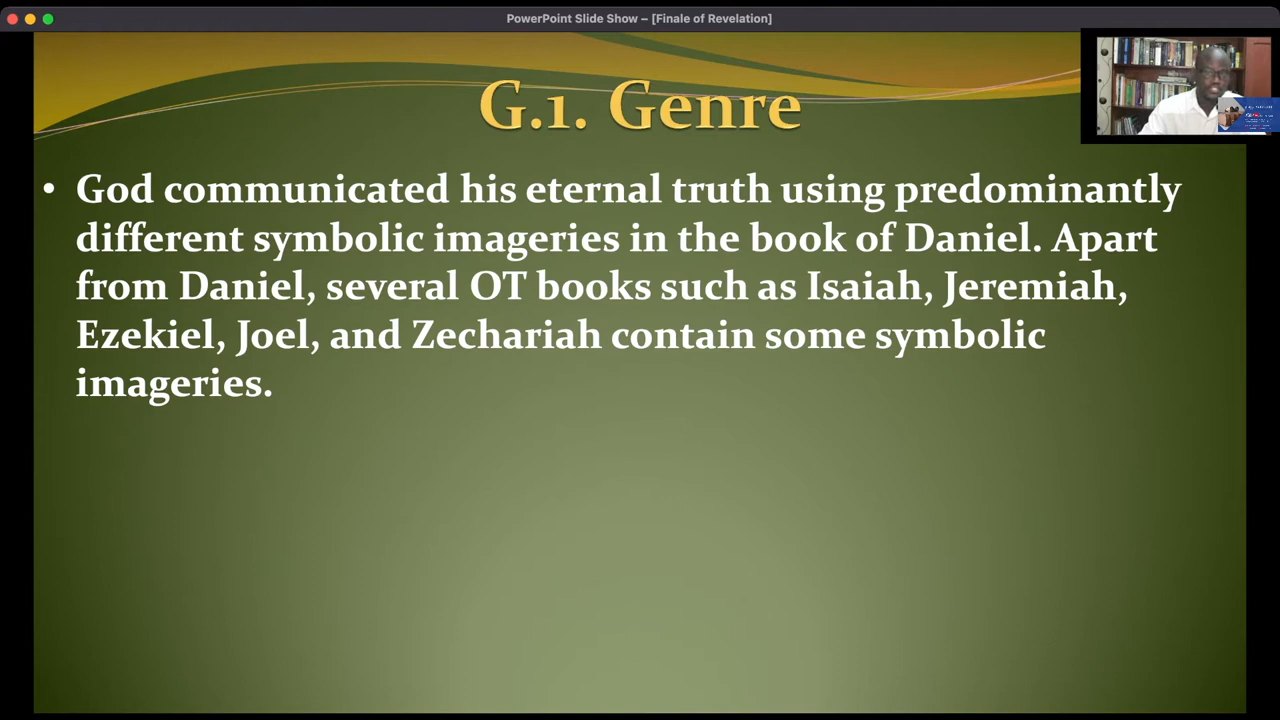 PowerPoint Slide Show – [Finale of Revelation]
G.1. Genre
• God communicated his eternal truth using predominantly
different symbolic imageries in the book of Daniel. Apart
from Daniel, several OT books such as Isaiah, Jeremiah,
Ezekiel, Joel, and Zechariah contain some symbolic
imageries.